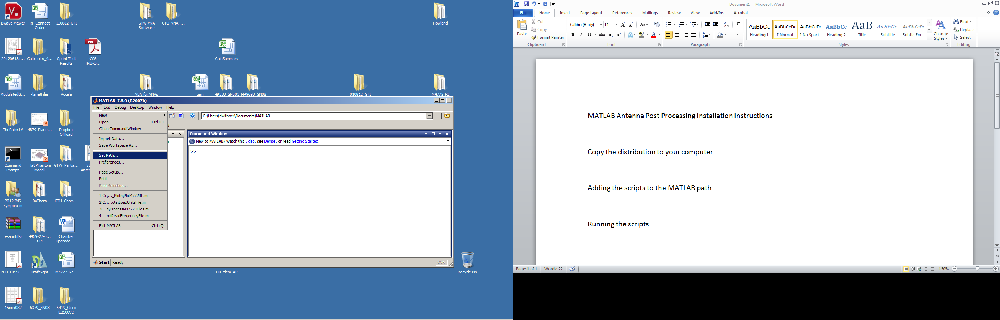 iBwave Viewer
RF Connect
Order
130812_GTI
GTW VNA
Software
GTU_VNA_...
Howland
201206131...
Galtronics_4...
Sprint Test
Results
PDF
CSS
TRU-O...
GainSummary
ModulatedG...
PlanetFiles
Accela
VBA for VNAs
gain
4935U_SN001
M4969U_SN08
010812_GTI
M4772_RL
ThePalmsLV
4879_Plane...
Dropbox
Offload
Command
Prompt
Flat Phantom
Model
GTW_Partia...
2012 IMS
Symposium
ImThera
GTU_Cham...
resarinhfss
4969-27-0...
s14
Chamber
Upgrade -...
PHD_DISSE...
DraftSight
M4772_Re...
HB_elem_AP
Recycle Bin
16xxx032
5379_SN03
5419_Cisco
E2500v2
MATLAB 7.5.0 (R2007b)
File Edit Debug Desktop Window Help
C:\Users\dwittwer\Documents\MATLAB
New
Open... Ctrl+O
Close Command Window
Import Data...
Save Workspace As...
Set Path...
Preferences...
Page Setup...
Print...
Print Selection...
1 C:\..._Plots\Plot4772RL.m
2 C:\...ots\LoadUnitsFile.m
3 ...s\ProcessM4772_Files.m
4 ...nsiReadFreqeuncyFile.m
Exit MATLAB Ctrl+Q
Command Window
New to MATLAB? Watch this Video, see Demos, or read Getting Started.
>>
Start Ready
OVR
Document1 - Microsoft Word
File Home Insert Page Layout References Mailings Review View Add-Ins Acrobat
Paste
Cut
Copy
Format Painter
Clipboard
Calibri (Body) 11
Font
Paragraph
AaBbCc AaBbCcDc AaBbCcDc AaBbCc AaB AaBbCc. AaBbCcDc
Heading 1 ¶ Normal ¶ No Spaci... Heading 2 Title Subtitle Subtle Em...
Change
Styles
Styles
Find
Replace
Select
Editing
MATLAB Antenna Post Processing Installation Instructions
Copy the distribution to your computer
Adding the scripts to the MATLAB path
Running the scripts
Page: 1 of 1 Words: 22
150%